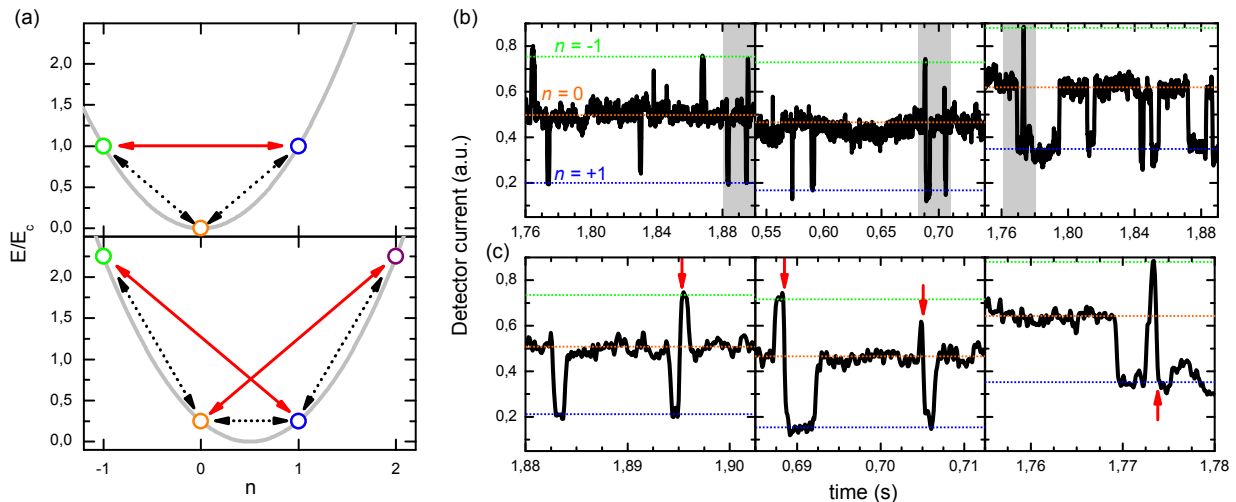 (a)
2,0
1,5
1,0
0,5
0,0
2,0
1,5
1,0
0,5
0,0
-1 0 1 2
n
E/E_c
(b)
0,8
0,6
0,4
0,2
n = -1
n = 0
n = +1
1,76 1,80 1,84 1,88
0,55 0,60 0,65 0,70
1,76 1,80 1,84 1,88
(c)
0,8
0,6
0,4
0,2
1,88 1,89 1,90
0,69 0,70 0,71
1,76 1,77 1,78
Detector current (a.u.)
time (s)